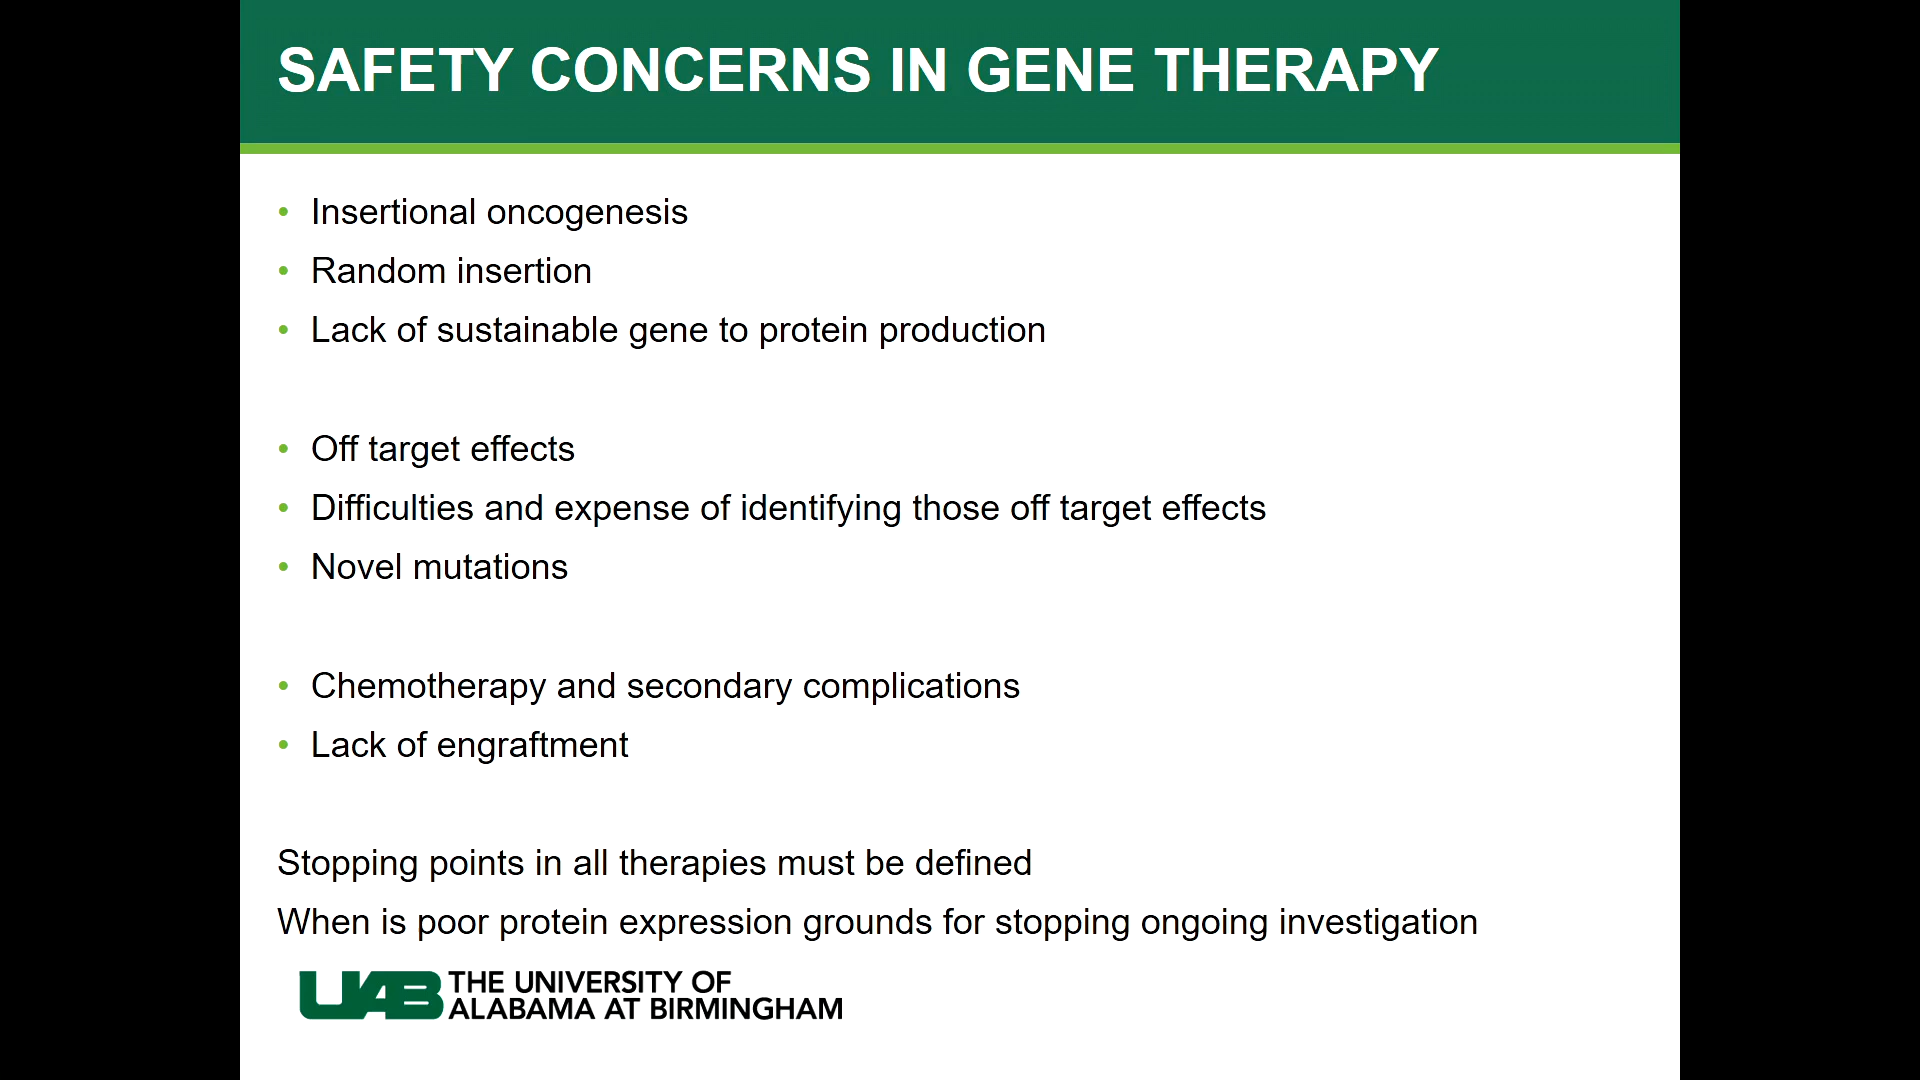 SAFETY CONCERNS IN GENE THERAPY
• Insertional oncogenesis
• Random insertion
• Lack of sustainable gene to protein production
• Off target effects
• Difficulties and expense of identifying those off target effects
• Novel mutations
• Chemotherapy and secondary complications
• Lack of engraftment
Stopping points in all therapies must be defined
When is poor protein expression grounds for stopping ongoing investigation
UAB THE UNIVERSITY OF
ALABAMA AT BIRMINGHAM